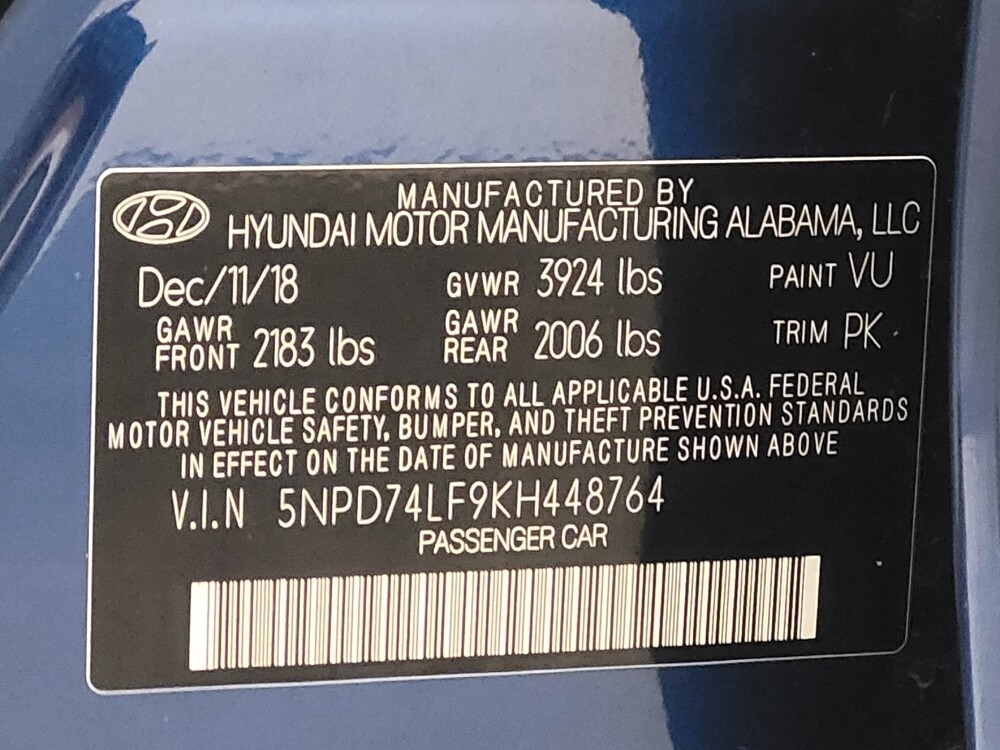 MANUFACTURED BY
HYUNDAI MOTOR MANUFACTURING ALABAMA, LLC
Dec/11/18 GVWR 3924 lbs PAINT VU
GAWR FRONT 2183 lbs GAWR REAR 2006 lbs TRIM PK
THIS VEHICLE CONFORMS TO ALL APPLICABLE U.S.A. FEDERAL
MOTOR VEHICLE SAFETY, BUMPER, AND THEFT PREVENTION STANDARDS
IN EFFECT ON THE DATE OF MANUFACTURE SHOWN ABOVE
V.I.N 5NPD74LF9KH448764
PASSENGER CAR